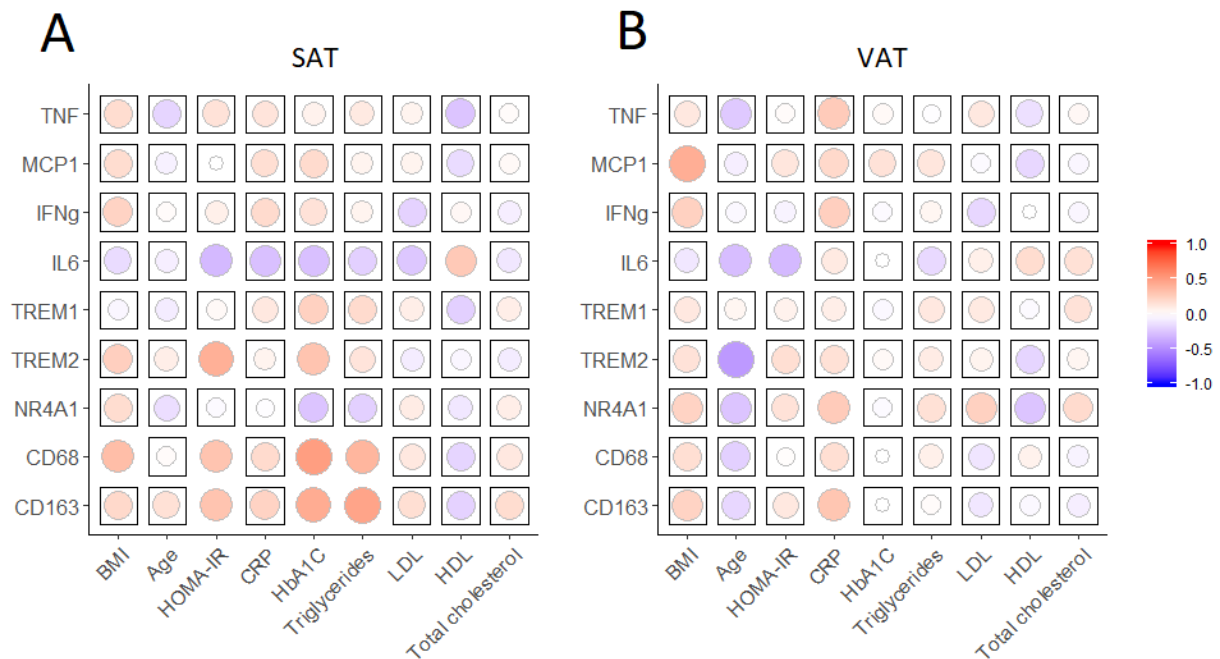 A
B
SAT
VAT
TNF
MCP1
IFNg
IL6
TREM1
TREM2
NR4A1
CD68
CD163
BMI
Age
HOMA-IR
CRP
HbA1C
Triglycerides
LDL
HDL
Total cholesterol
TNF
MCP1
IFNg
IL6
TREM1
TREM2
NR4A1
CD68
CD163
BMI
Age
HOMA-IR
CRP
HbA1C
Triglycerides
LDL
HDL
Total cholesterol
1.0
0.5
0.0
-0.5
-1.0